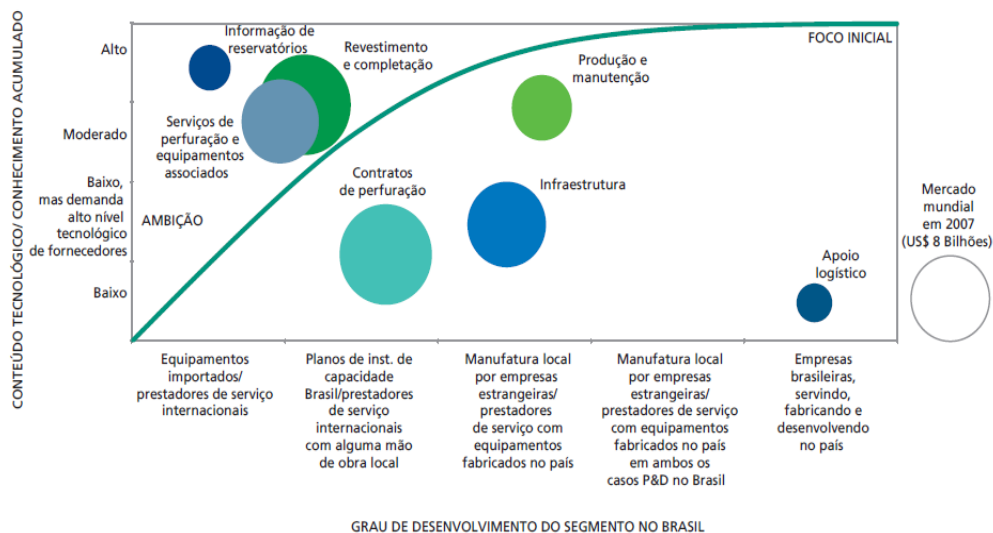 CONTEÚDO TECNOLÓGICO/ CONHECIMENTO ACUMULADO
Alto
Moderado
Baixo,
mas demanda
alto nível
tecnológico
de fornecedores
Baixo
Informação de
reservatórios
Revestimento
e completação
Serviços de
perfuração e
equipamentos
associados
AMBIÇÃO
Contratos
de perfuração
Produção e
manutenção
Infraestrutura
FOCO INICIAL
Apoio
logístico
Mercado
mundial
em 2007
(US$ 8 Bilhões)
Equipamentos
importados/
prestadores de serviço
internacionais
Planos de inst. de
capacidade
Brasil/prestadores
de serviço
internacionais
com alguma mão
de obra local
Manufatura local
por empresas
estrangeiras/
prestadores
de serviço com
equipamentos
fabricados no país
Manufatura local
por empresas
estrangeiras/
prestadores de serviço
com equipamentos
fabricados no país
em ambos os
casos P&D no Brasil
Empresas
brasileiras,
servindo,
fabricando e
desenvolvendo
no país
GRAU DE DESENVOLVIMENTO DO SEGMENTO NO BRASIL